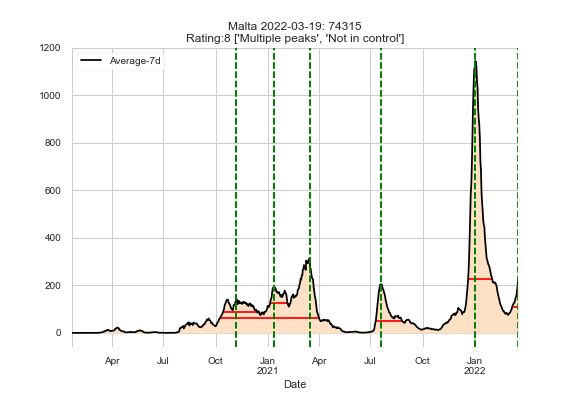 Malta 2022-03-19: 74315
Rating:8 ['Multiple peaks', 'Not in control']
Average-7d
1200
1000
800
600
400
200
0
Apr Jul Oct Jan Apr Jul Oct Jan
2021 2022
Date